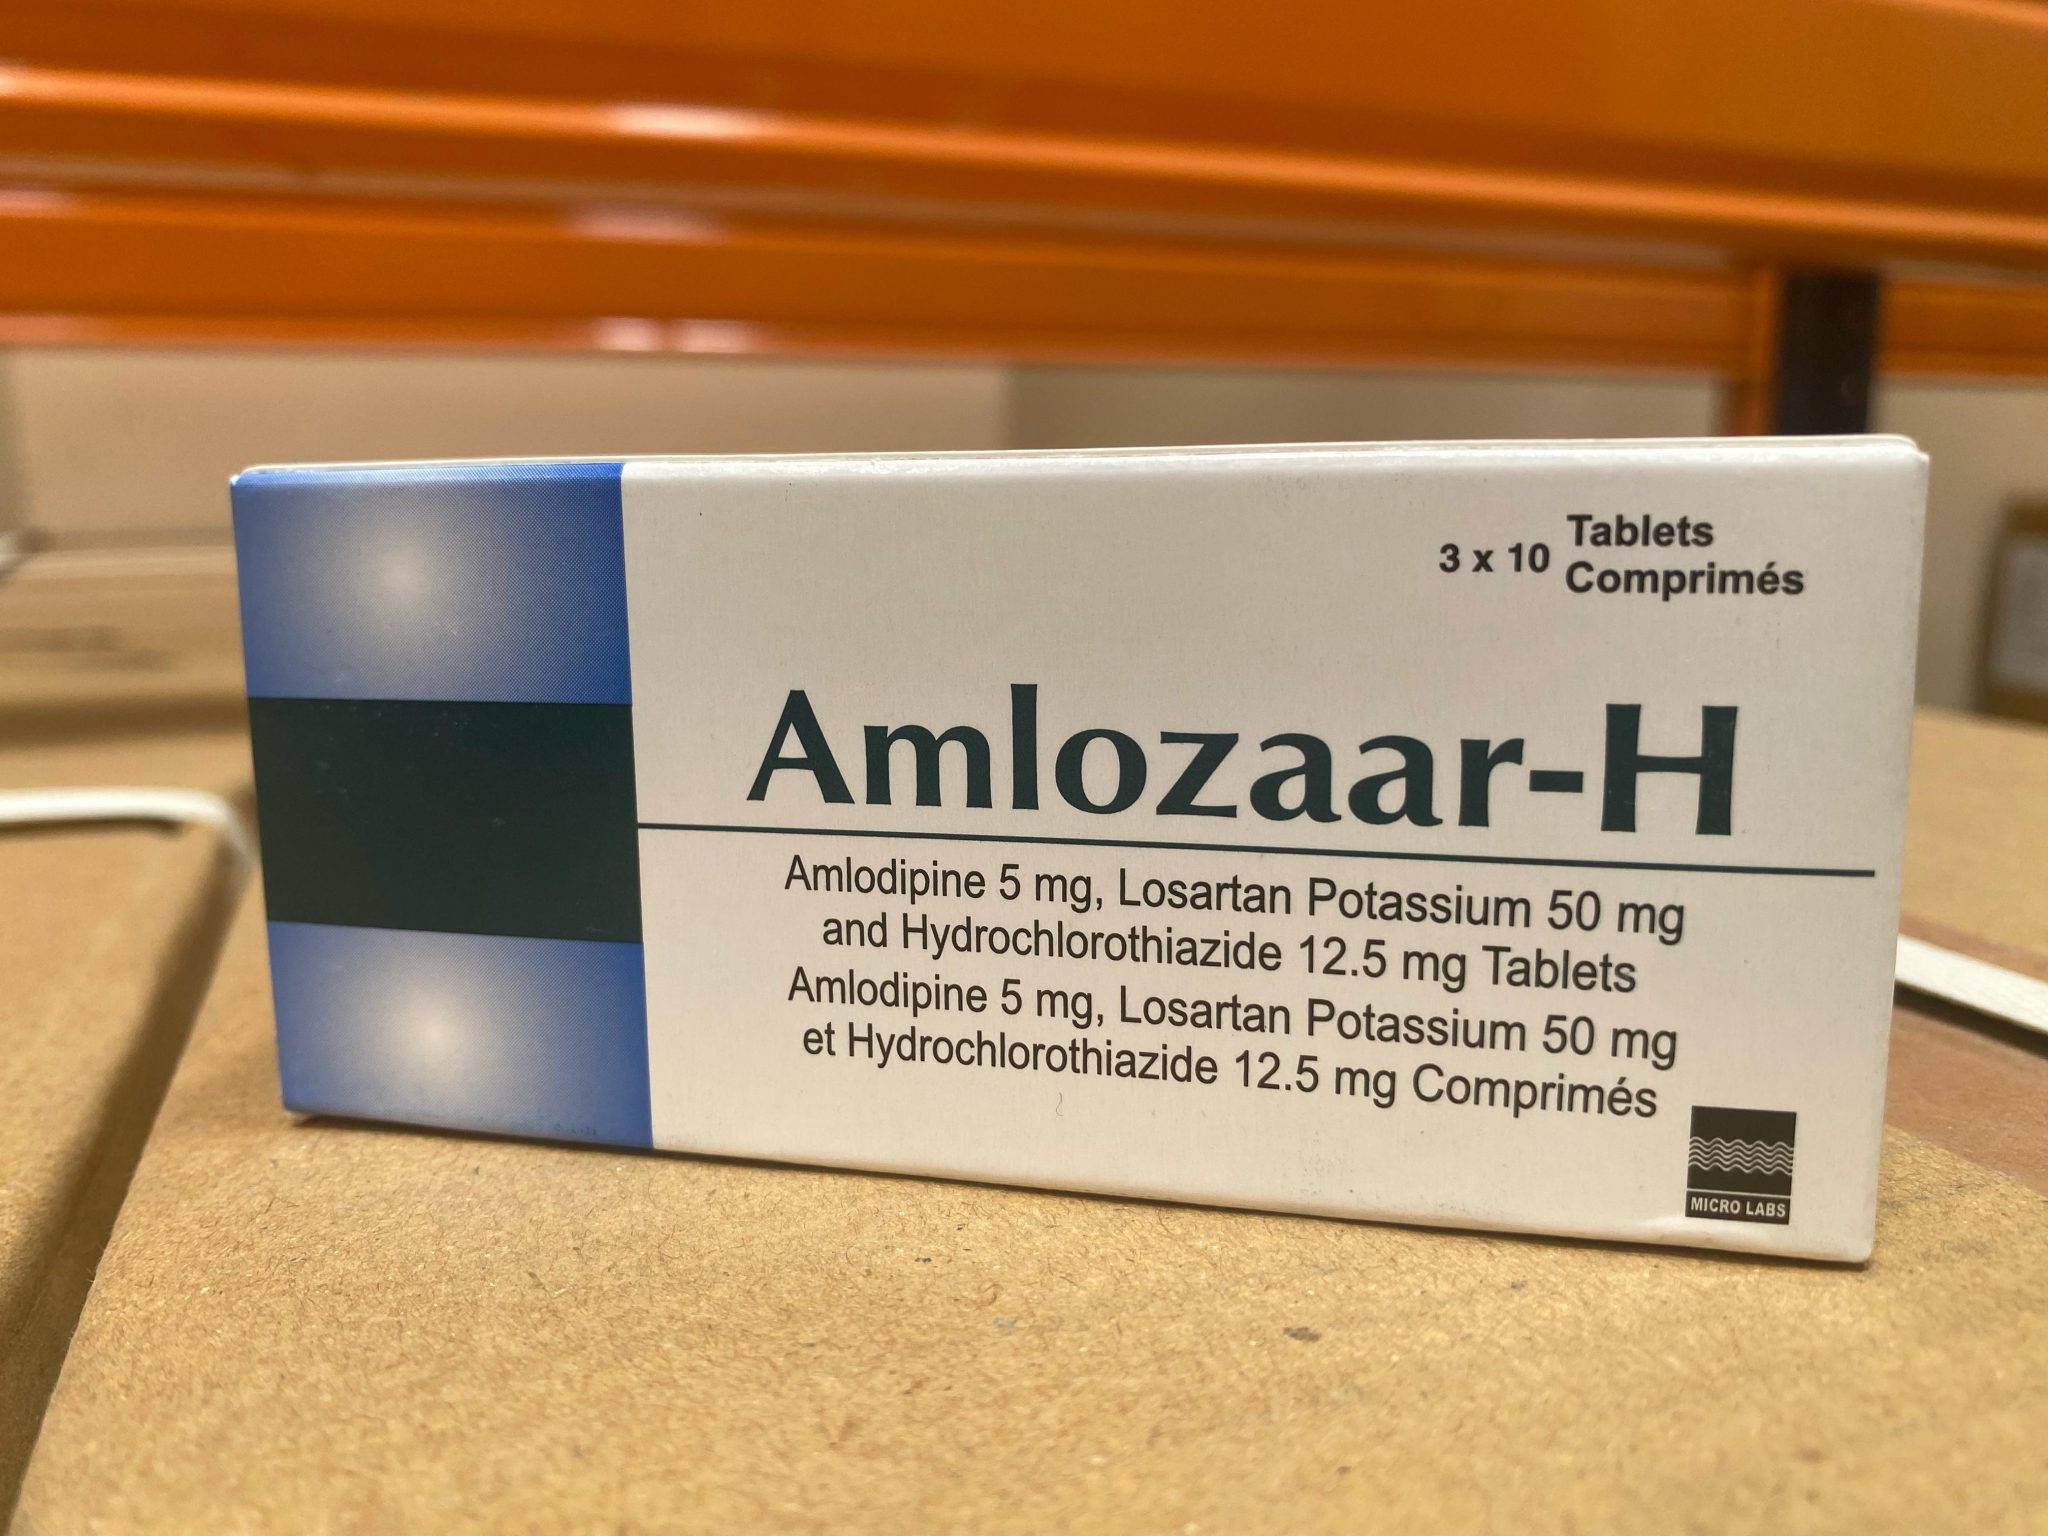 3 x 10 Tablets
Comprimés
Amlozaar-H
Amlodipine 5 mg, Losartan Potassium 50 mg
and Hydrochlorothiazide 12.5 mg Tablets
Amlodipine 5 mg, Losartan Potassium 50 mg
et Hydrochlorothiazide 12.5 mg Comprimés
MICRO LABS